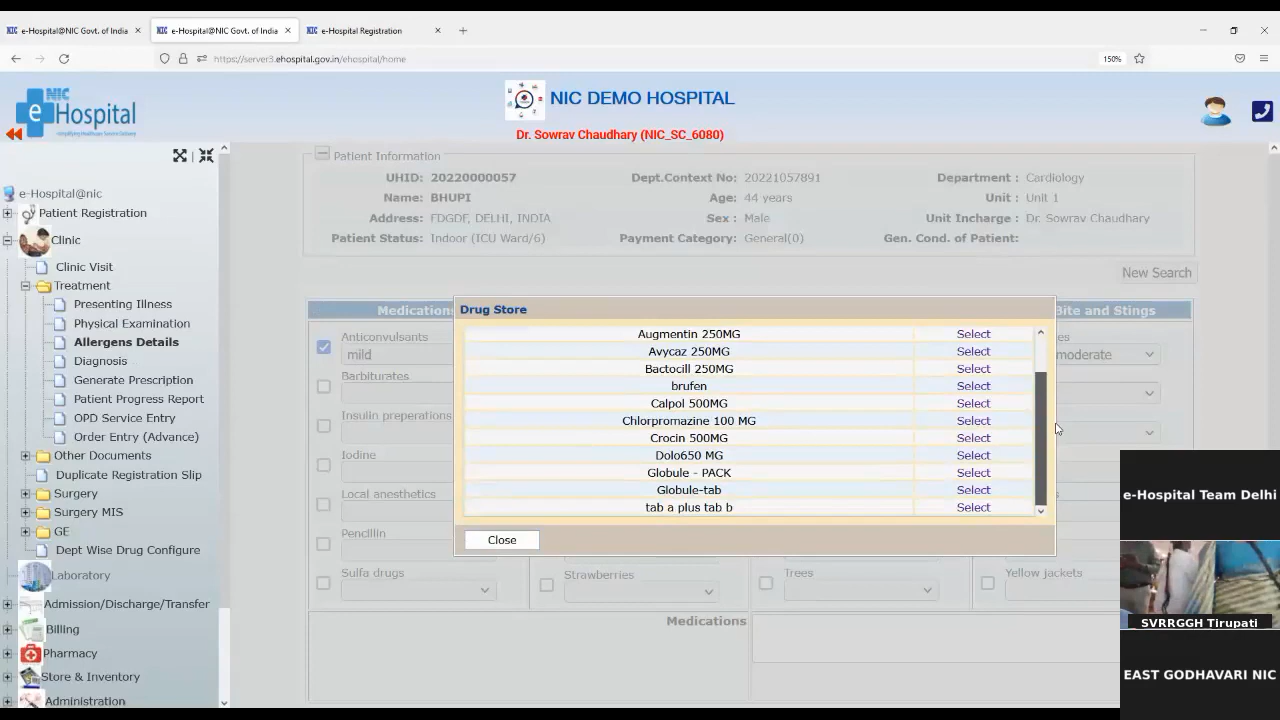 e-Hospital@NIC Govt. of India
e-Hospital@NIC Govt. of India
e-Hospital Registration
https://server3.ehospital.gov.in/ehospital/home
150%
NIC
e Hospital
NIC DEMO HOSPITAL
Dr. Sowrav Chaudhary (NIC_SC_6080)
e-Hospital@nic
Patient Registration
Clinic
Clinic Visit
Treatment
Presenting Illness
Physical Examination
Allergens Details
Diagnosis
Generate Prescription
Patient Progress Report
OPD Service Entry
Order Entry (Advance)
Other Documents
Duplicate Registration Slip
Surgery
Surgery MIS
GE
Dept Wise Drug Configure
Laboratory
Admission/Discharge/Transfer
Billing
Pharmacy
Store & Inventory
Administration
Patient Information
UHID: 20220000057 Dept.Context No: 20221057891 Department : Cardiology
Name: BHUPI Age: 44 years Unit : Unit 1
Address: FDGDF, DELHI, INDIA Sex : Male Unit Incharge : Dr. Sowrav Chaudhary
Patient Status: Indoor (ICU Ward/6) Payment Category: General(0) Gen. Cond. of Patient:
New Search
Medications
Bite and Stings
Anticonvulsants
mild
moderate
Barbiturates
Insulin preperations
Iodine
Local anesthetics
Pencillin
Sulfa drugs
Strawberries
Trees
Yellow jackets
Medications
Drug Store
Augmentin 250MG Select
Avycaz 250MG Select
Bactocill 250MG Select
brufen Select
Calpol 500MG Select
Chlorpromazine 100 MG Select
Crocin 500MG Select
Dolo650 MG Select
Globule - PACK Select
Globule-tab Select
tab a plus tab b Select
Close
e-Hospital Team Delhi
SVRRGGH Tirupati
EAST GODHAVARI NIC